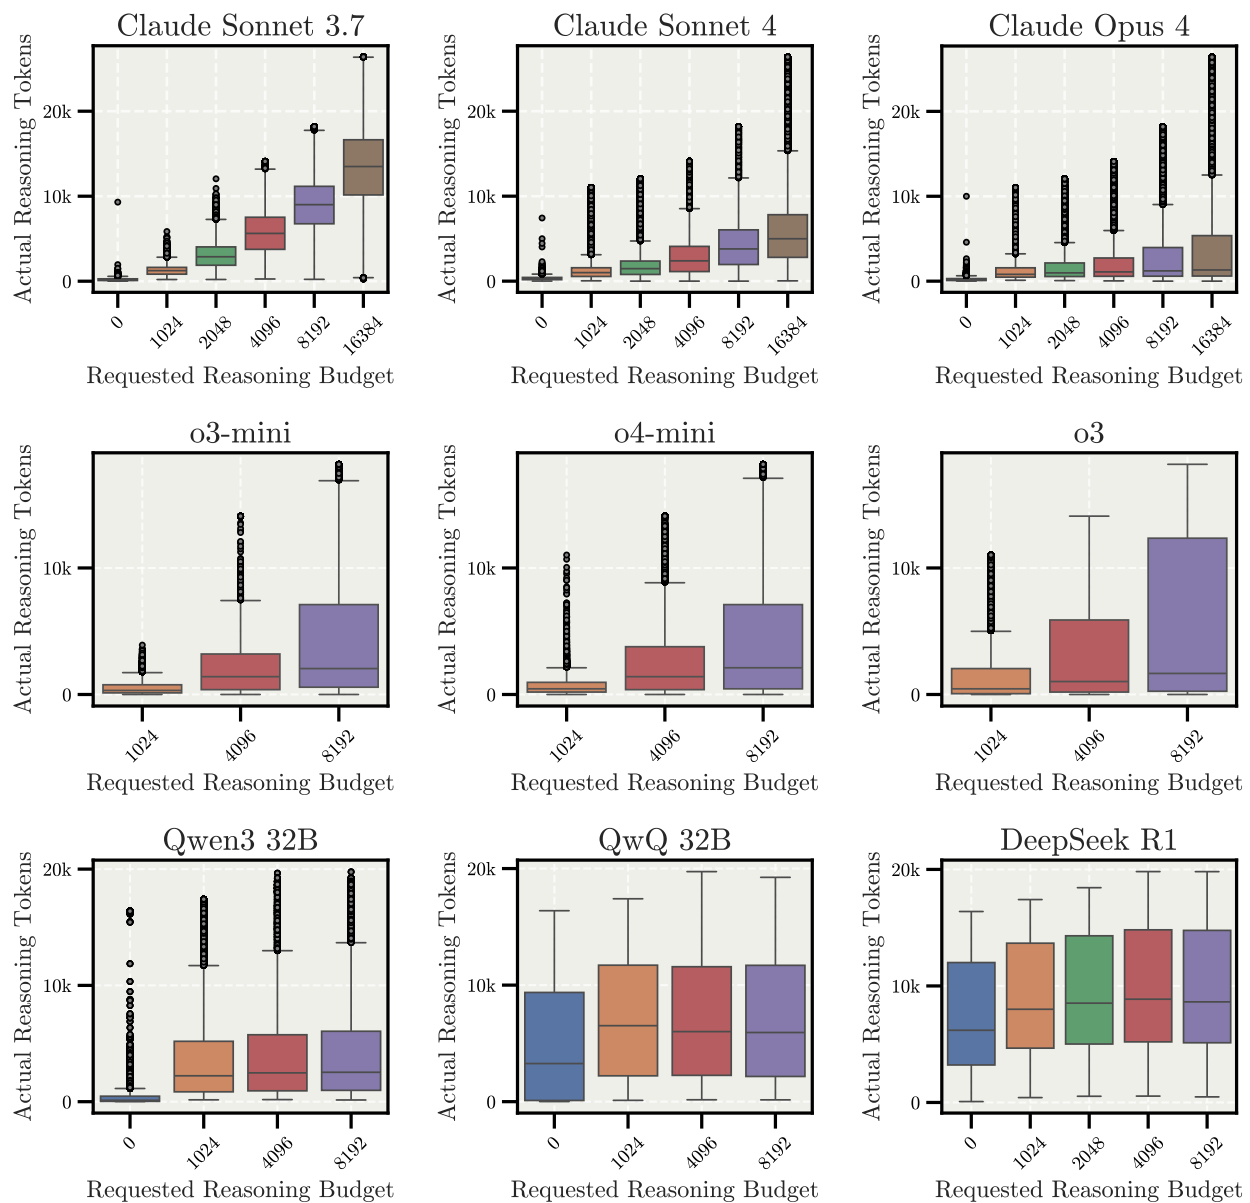 Claude Sonnet 3.7
Actual Reasoning Tokens
20k
10k
0
0 1024 2048 4096 8192 16384
Requested Reasoning Budget
Claude Sonnet 4
Actual Reasoning Tokens
20k
10k
0
0 1024 2048 4096 8192 16384
Requested Reasoning Budget
Claude Opus 4
Actual Reasoning Tokens
20k
10k
0
0 1024 2048 4096 8192 16384
Requested Reasoning Budget
o3-mini
Actual Reasoning Tokens
10k
0
1024 4096 8192
Requested Reasoning Budget
o4-mini
Actual Reasoning Tokens
10k
0
1024 4096 8192
Requested Reasoning Budget
o3
Actual Reasoning Tokens
10k
0
1024 4096 8192
Requested Reasoning Budget
Qwen3 32B
Actual Reasoning Tokens
20k
10k
0
0 1024 4096 8192
Requested Reasoning Budget
QwQ 32B
Actual Reasoning Tokens
20k
10k
0
0 1024 4096 8192
Requested Reasoning Budget
DeepSeek R1
Actual Reasoning Tokens
20k
10k
0
0 1024 2048 4096 8192
Requested Reasoning Budget